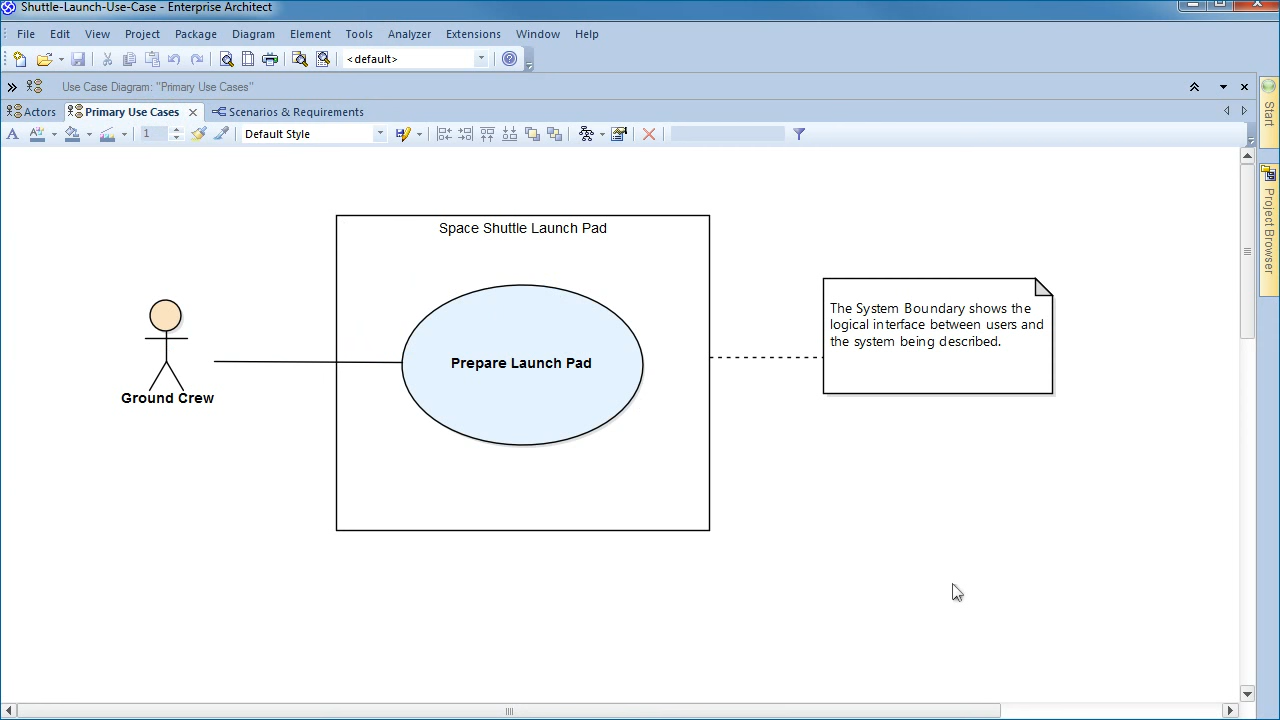 Shuttle-Launch-Use-Case - Enterprise Architect
File Edit View Project Package Diagram Element Tools Analyzer Extensions Window Help
<default>
Use Case Diagram: "Primary Use Cases"
Actors Primary Use Cases Scenarios & Requirements
1 Default Style
Start
Project Browser
Space Shuttle Launch Pad
Prepare Launch Pad
Ground Crew
The System Boundary shows the
logical interface between users and
the system being described.